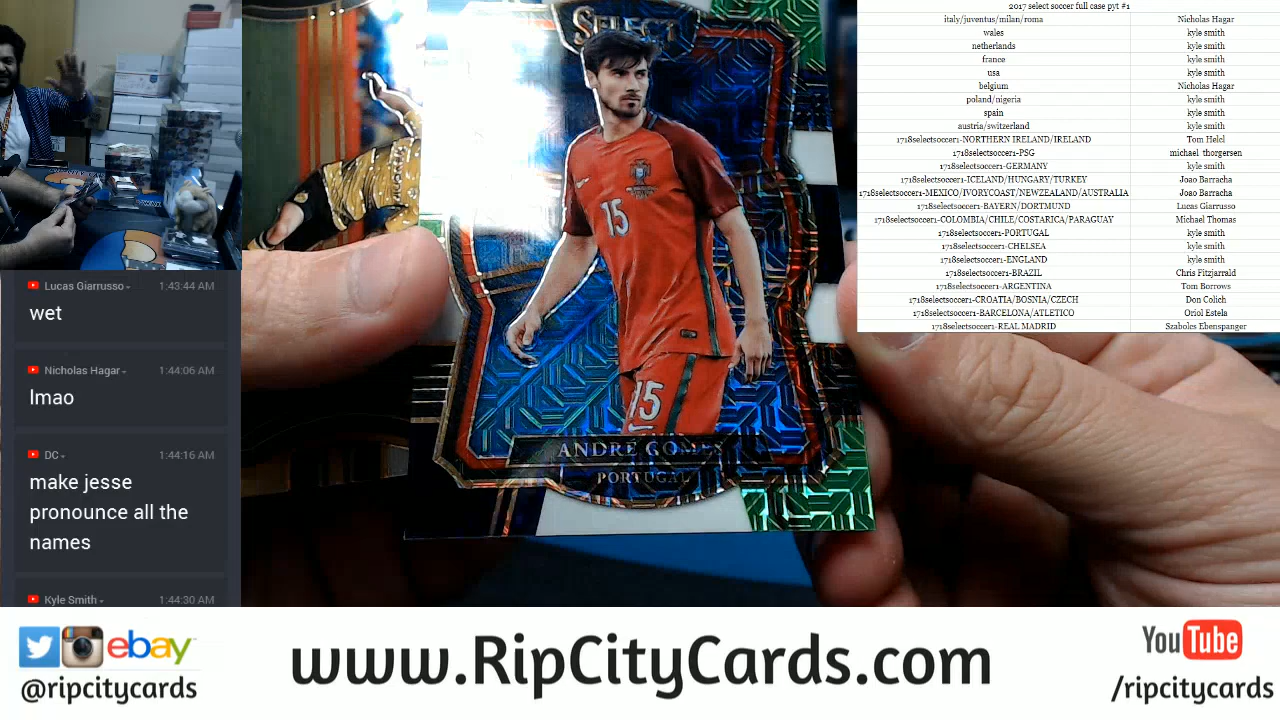 2017 select soccer full case pyt #1
italy/juventus/milan/roma Nicholas Hagar
wales kyle smith
netherlands kyle smith
france kyle smith
usa kyle smith
belgium Nicholas Hagar
poland/nigeria kyle smith
spain kyle smith
austria/switzerland kyle smith
1718selectsoccer1-NORTHERN IRELAND/IRELAND Tom Helel
1718selectsoccer1-PSG michael thorgersen
1718selectsoccer1-GERMANY kyle smith
1718selectsoccer1-ICELAND/HUNGARY/TURKEY Joao Barracha
1718selectsoccer1-MEXICO/IVORYCOAST/NEWZEALAND/AUSTRALIA Joao Barracha
1718selectsoccer1-BAYERN/DORTMUND Lucas Giarrusso
1718selectsoccer1-COLOMBIA/CHILE/COSTARICA/PARAGUAY Michael Thomas
1718selectsoccer1-PORTUGAL kyle smith
1718selectsoccer1-CHELSEA kyle smith
1718selectsoccer1-ENGLAND kyle smith
1718selectsoccer1-BRAZIL Chris Fitzjarrald
1718selectsoccer1-ARGENTINA Tom Borrows
1718selectsoccer1-CROATIA/BOSNIA/CZECH Don Colich
1718selectsoccer1-BARCELONA/ATLETICO Oriol Estela
1718selectsoccer1-REAL MADRID Szabolcs Ebenspanger
SELECT
15
15
ANDRE GOMES
PORTUGAL
Lucas Giarrusso 1:43:44 AM
wet
Nicholas Hagar 1:44:06 AM
lmao
DC 1:44:16 AM
make jesse
pronounce all the
names
Kyle Smith 1:44:30 AM
ebay
@ripcitycards
www.RipCityCards.com
YouTube
/ripcitycards